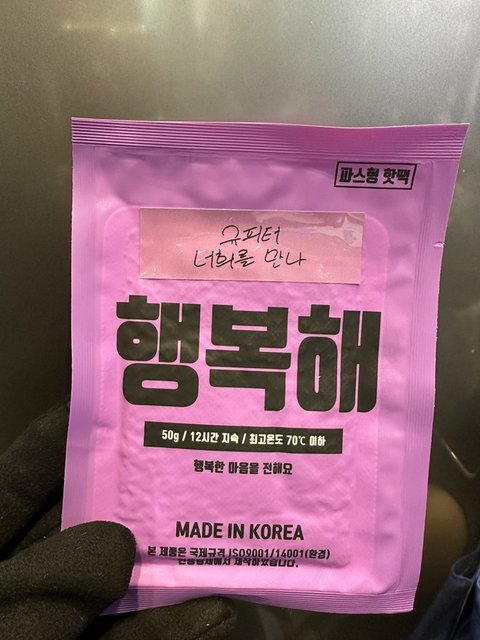 파스형 핫팩
규피터
너희를 만나
행복해
50g / 12시간 지속 / 최고온도 70℃ 이하
행복한 마음을 전해요
MADE IN KOREA
본 제품은 국제규격 ISO9001/14001(환경)
인증업체에서 제작하였습니다.